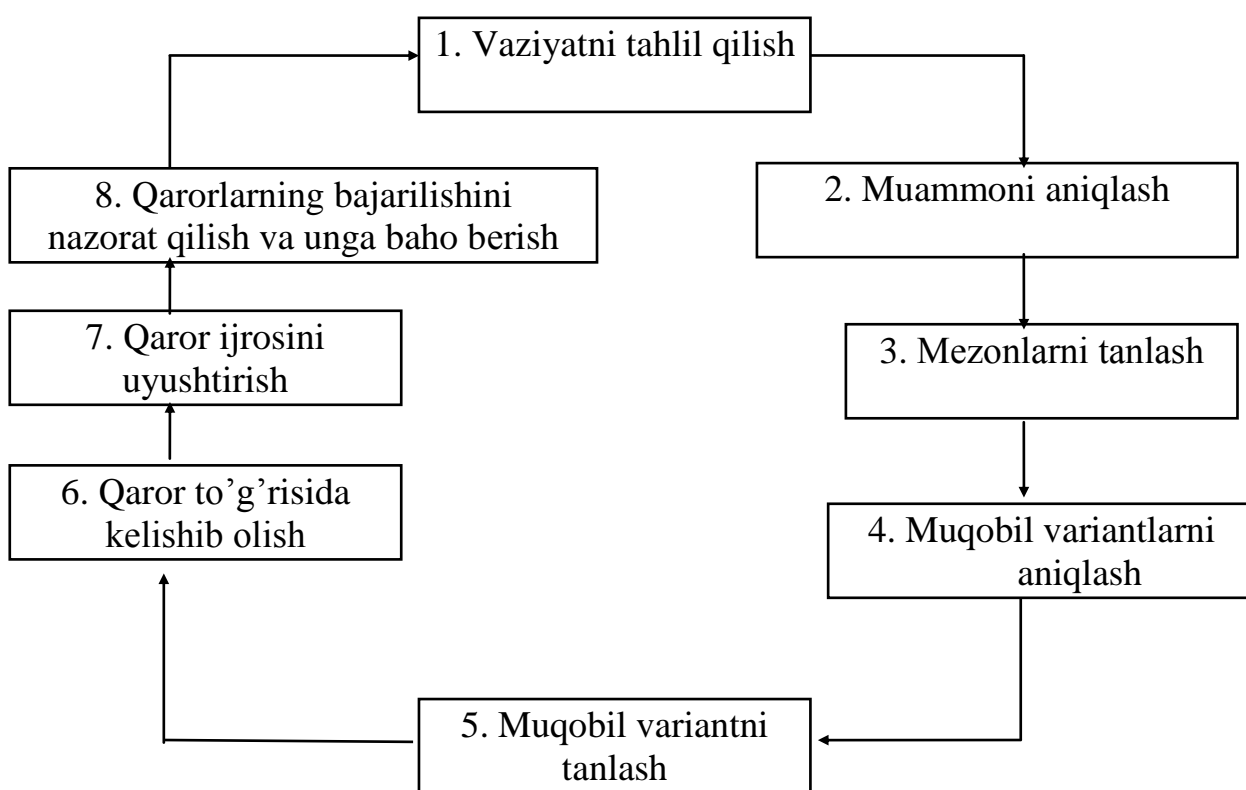 1. Vaziyatni tahlil qilish
2. Muammoni aniqlash
3. Mezonlarni tanlash
4. Muqobil variantlarni
aniqlash
5. Muqobil variantni
tanlash
6. Qaror to’g’risida
kelishib olish
7. Qaror ijrosini
uyushtirish
8. Qarorlarning bajarilishini
nazorat qilish va unga baho berish